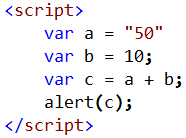 <script>
var a = "50"
var b = 10;
var c = a + b;
alert(c);
</script>